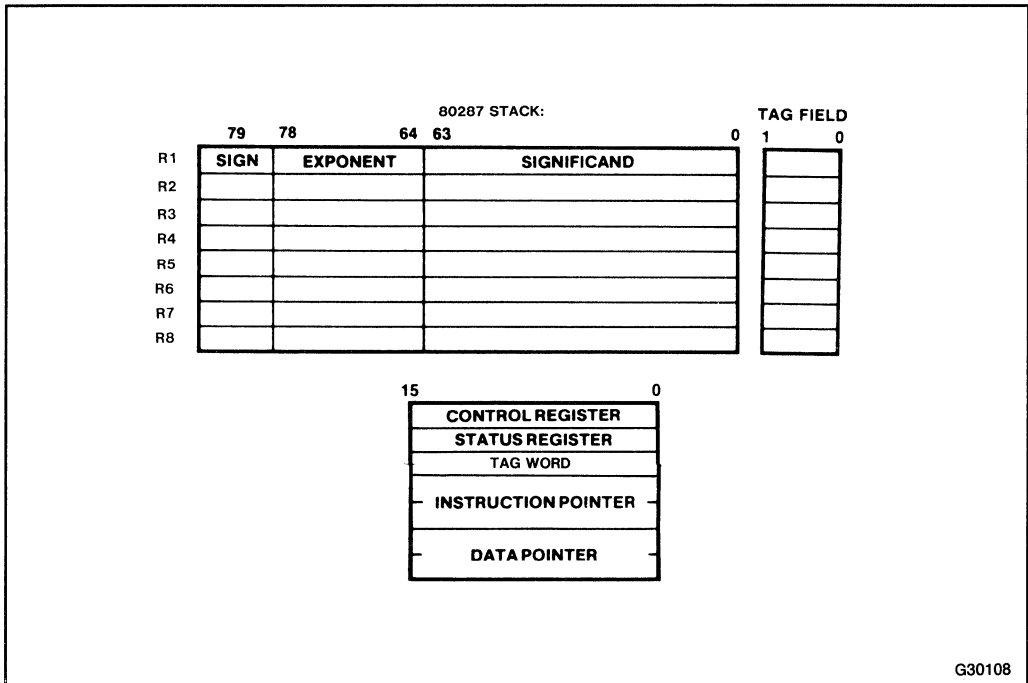 80287 STACK:
TAG FIELD
79 78 64 63 0 1 0
R1 SIGN EXPONENT SIGNIFICAND
R2
R3
R4
R5
R6
R7
R8
15 0
CONTROL REGISTER
STATUS REGISTER
TAG WORD
INSTRUCTION POINTER
DATA POINTER
G30108